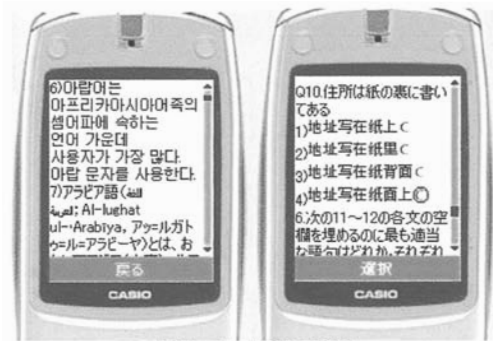 6)아랍어는
아프리카아시아어족의
셈어파에 속하는
언어 가운데
사용자가 가장 많다.
아랍 문자를 사용한다.
7)アラビア語(اللغة
العربية; Al-lughat
ul-‘Arabīya, アッ=ルガト
ゥ=ル=アラビーヤ)とは、お
戻る
CASIO
Q10.住所は紙の裏に書い
てある
1)地址写在纸上
2)地址写在纸里
3)地址写在纸背面
4)地址写在纸面上
6.次の11～12の各文の空
欄を埋めるのに最も適当
な語句はどれか。それぞれ
選択
CASIO